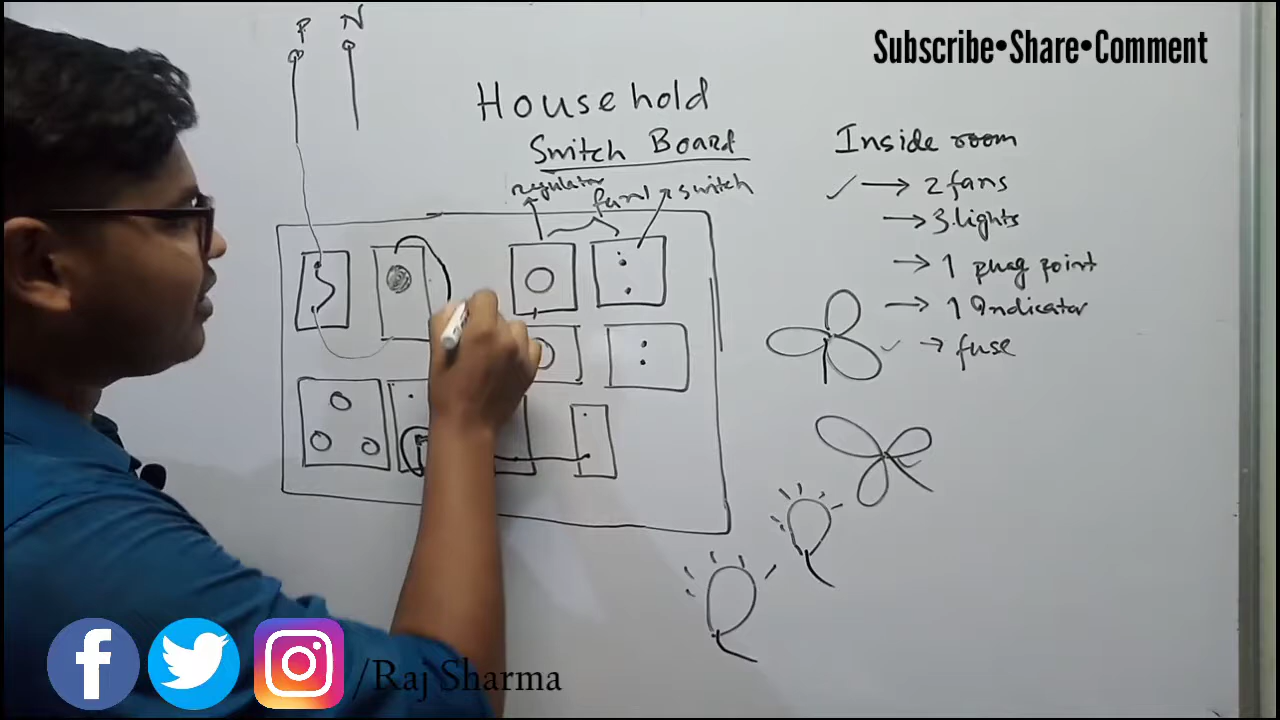 Subscribe•Share•Comment
P N
Household
Switch Board
regulator
fan1 switch
Inside room
→ 2 fans
→ 3 lights
→ 1 plug point
→ 1 Indicator
→ fuse
/Raj Sharma